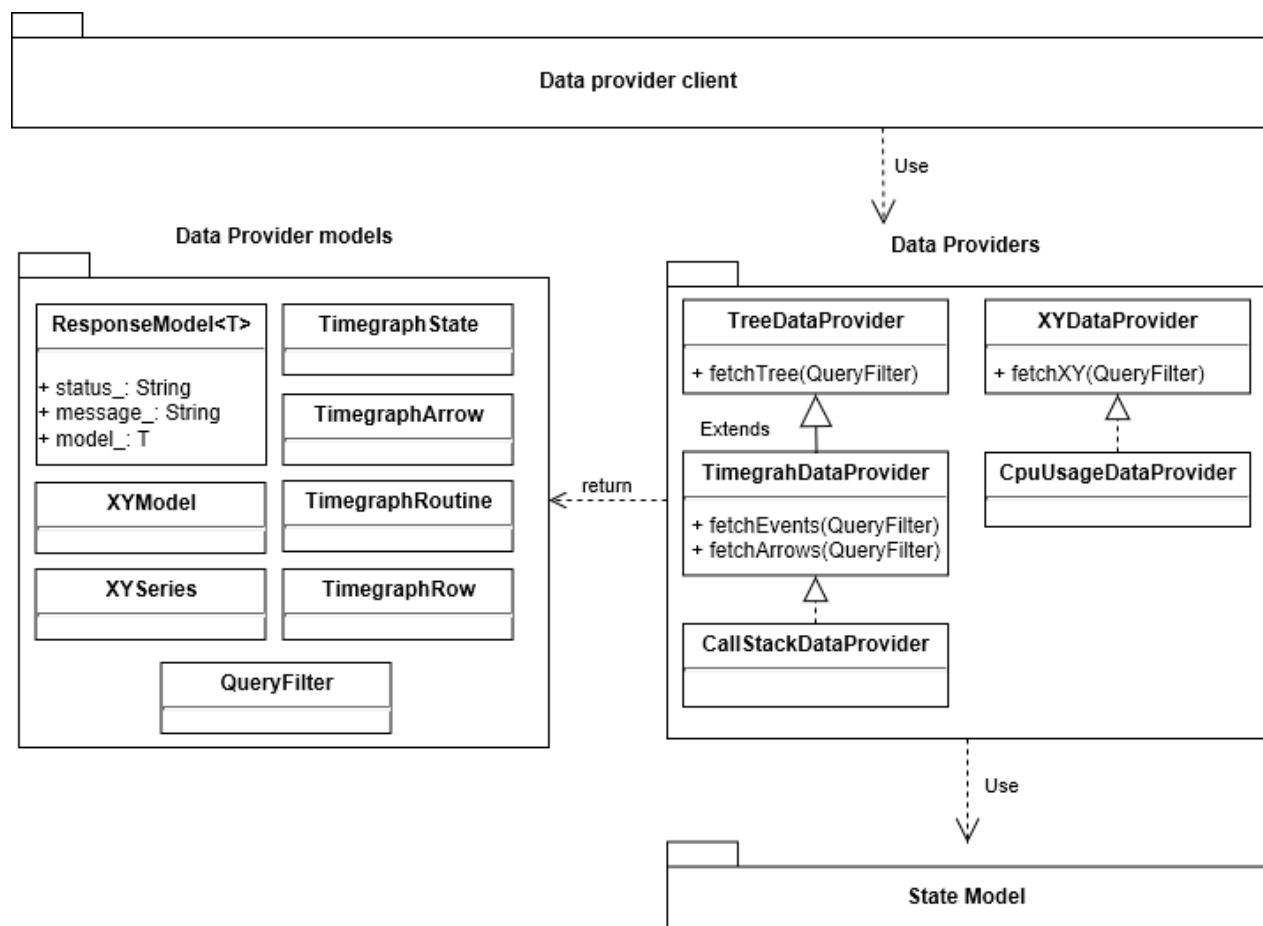 Data provider client
Use
Data Provider models
ResponseModel<T>
+ status_: String
+ message_: String
+ model_: T
TimegraphState
TimegraphArrow
XYModel
TimegraphRoutine
XYSeries
TimegraphRow
QueryFilter
return
Data Providers
TreeDataProvider
+ fetchTree(QueryFilter)
XYDataProvider
+ fetchXY(QueryFilter)
Extends
TimegrahDataProvider
+ fetchEvents(QueryFilter)
+ fetchArrows(QueryFilter)
CpuUsageDataProvider
CallStackDataProvider
Use
State Model